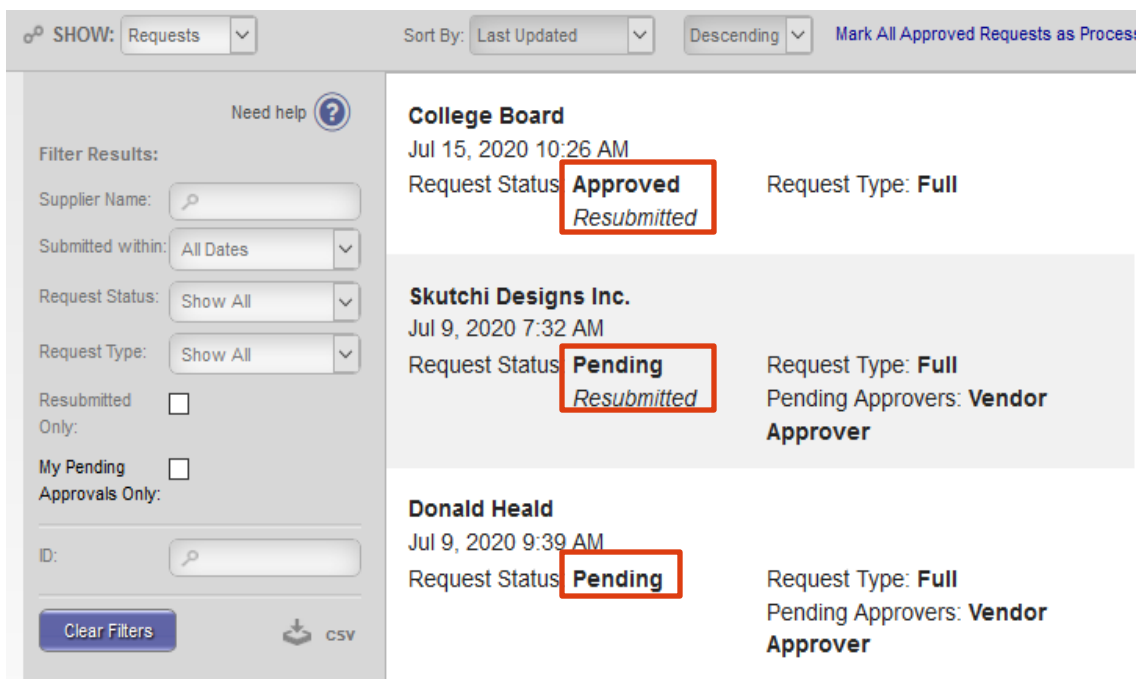 SHOW: Requests
Sort By: Last Updated Descending Mark All Approved Requests as Process
Need help ?
Filter Results:
Supplier Name:
Submitted within: All Dates
Request Status: Show All
Request Type: Show All
Resubmitted
Only:
My Pending
Approvals Only:
ID:
Clear Filters CSV
College Board
Jul 15, 2020 10:26 AM
Request Status Approved Request Type: Full
Resubmitted
Skutchi Designs Inc.
Jul 9, 2020 7:32 AM
Request Status Pending Request Type: Full
Resubmitted Pending Approvers: Vendor
Approver
Donald Heald
Jul 9, 2020 9:39 AM
Request Status Pending Request Type: Full
Pending Approvers: Vendor
Approver